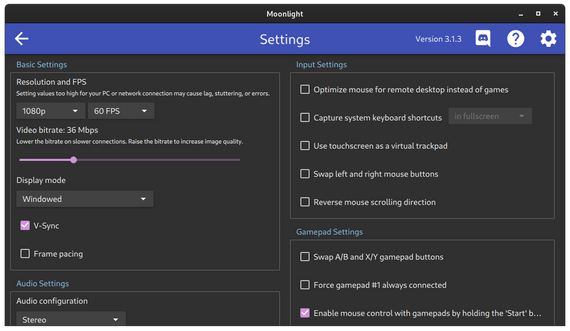 Moonlight
Settings
Version 3.1.3
Basic Settings
Resolution and FPS
Setting values too high for your PC or network connection may cause lag, stuttering, or errors.
1080p
60 FPS
Video bitrate: 36 Mbps
Lower the bitrate on slower connections. Raise the bitrate to increase image quality.
Display mode
Windowed
V-Sync
Frame pacing
Audio Settings
Audio configuration
Stereo
Input Settings
Optimize mouse for remote desktop instead of games
Capture system keyboard shortcuts
in fullscreen
Use touchscreen as a virtual trackpad
Swap left and right mouse buttons
Reverse mouse scrolling direction
Gamepad Settings
Swap A/B and X/Y gamepad buttons
Force gamepad #1 always connected
Enable mouse control with gamepads by holding the 'Start' b...